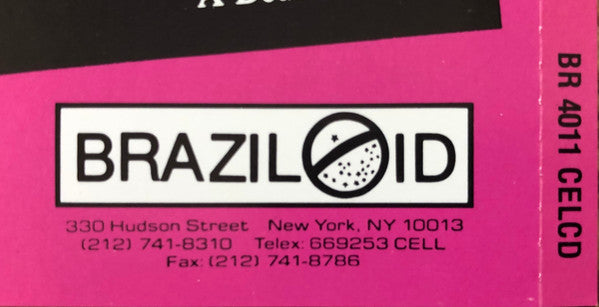 BRAZILOID
330 Hudson Street New York, NY 10013
(212) 741-8310 Telex: 669253 CELL
Fax: (212) 741-8786
BR 4011 CELCD